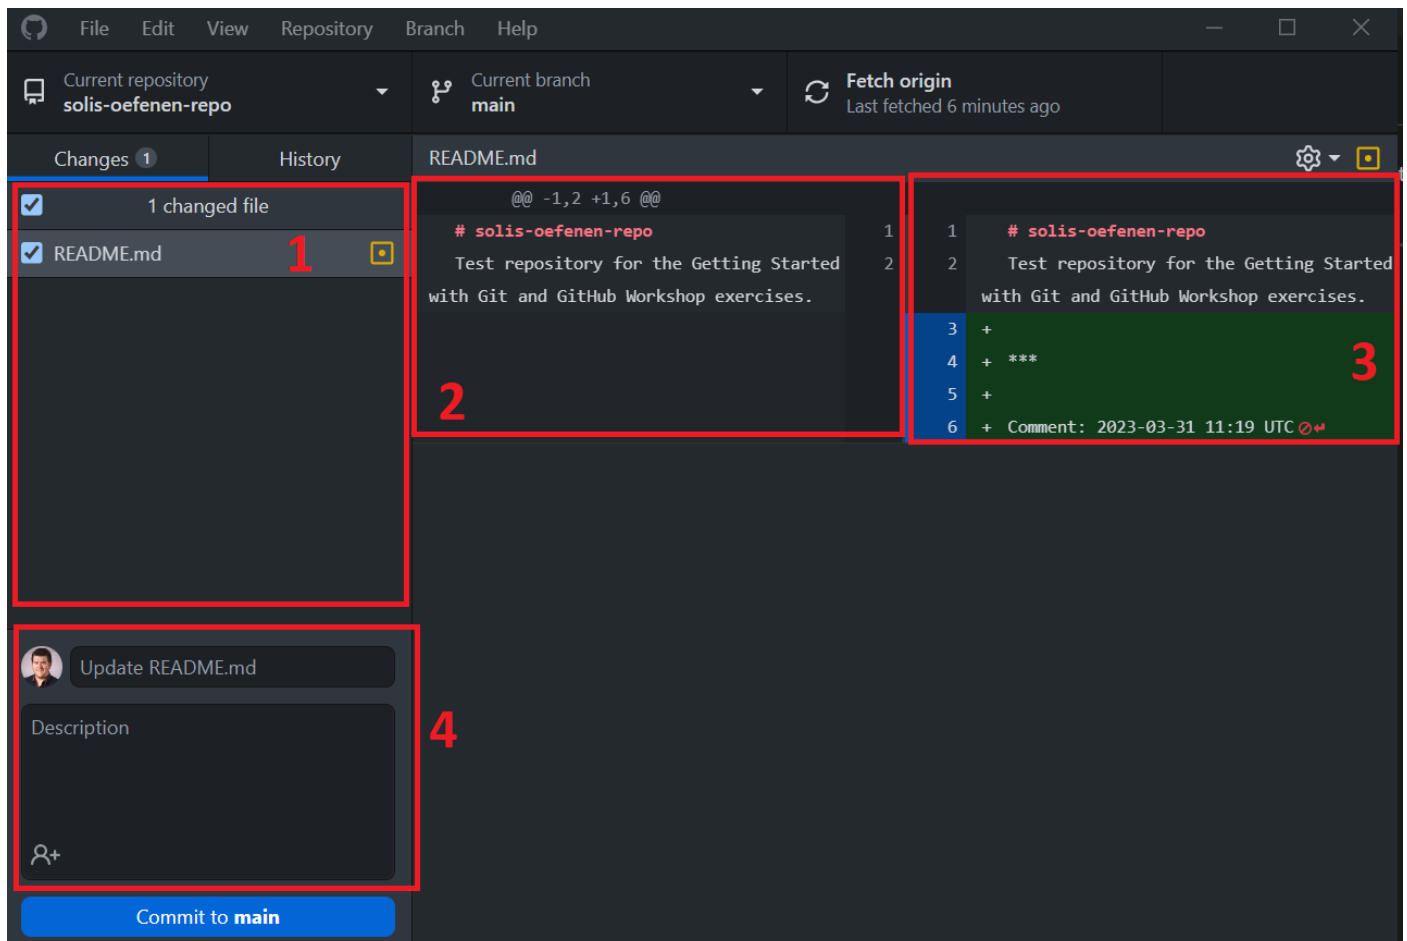 File Edit View Repository Branch Help
Current repository
solis-oefenen-repo
Current branch
main
Fetch origin
Last fetched 6 minutes ago
Changes 1
History
README.md
1 changed file
README.md
1
@@ -1,2 +1,6 @@
# solis-oefenen-repo 1
Test repository for the Getting Started 2
with Git and GitHub Workshop exercises.
2
1 # solis-oefenen-repo
2 Test repository for the Getting Started
with Git and GitHub Workshop exercises.
3 +
4 + ***
5 +
6 + Comment: 2023-03-31 11:19 UTC
3
Update README.md
Description
4
Commit to main